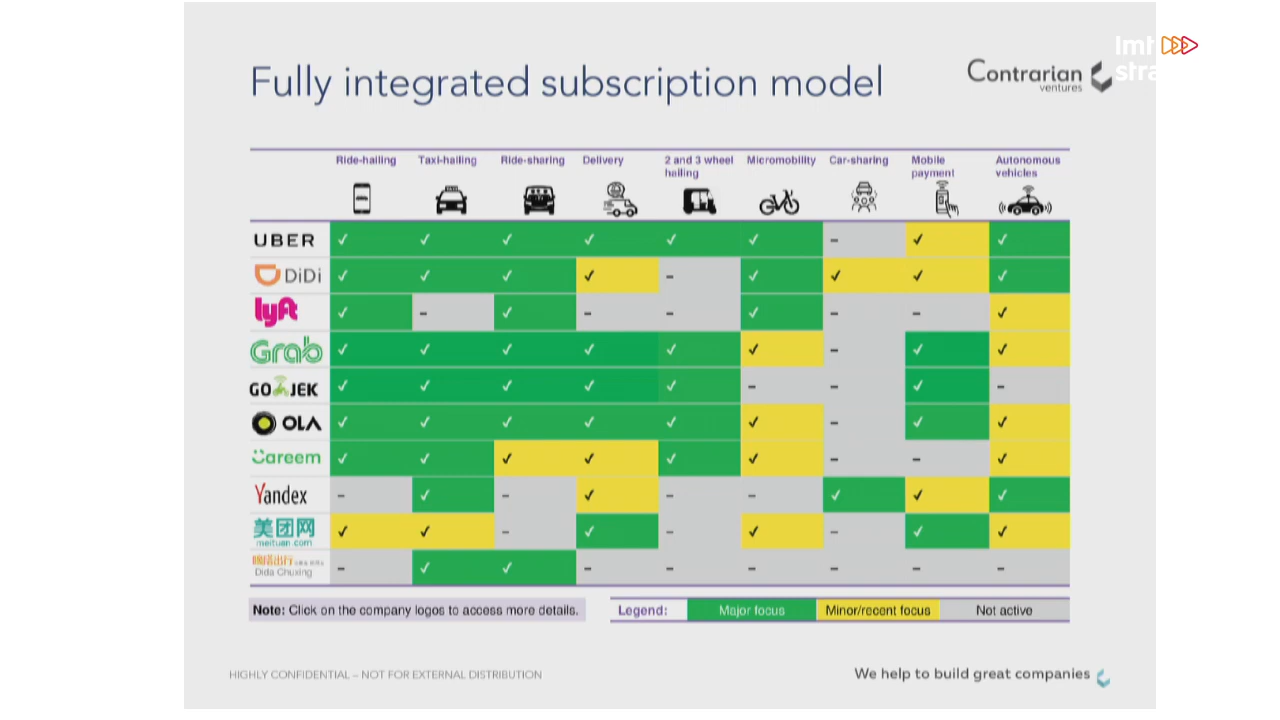 Fully integrated subscription model
Contrarian
ventures
Ride-hailing Taxi-hailing Ride-sharing Delivery 2 and 3 wheel hailing Micromobility Car-sharing Mobile payment Autonomous vehicles
UBER ✓ ✓ ✓ ✓ ✓ ✓ – ✓ ✓
DiDi ✓ ✓ ✓ ✓ – ✓ ✓ ✓ ✓
lyft ✓ – ✓ – – ✓ – – ✓
Grab ✓ ✓ ✓ ✓ ✓ ✓ – ✓ ✓
GOJEK ✓ ✓ ✓ ✓ ✓ – – ✓ –
OLA ✓ ✓ ✓ ✓ ✓ ✓ – ✓ ✓
Careem ✓ ✓ ✓ ✓ ✓ ✓ – – ✓
Yandex – ✓ – ✓ – – ✓ ✓ ✓
美团网 ✓ ✓ – ✓ – ✓ – ✓ ✓
meituan.com
Dida Chuxing – ✓ ✓ – – – – – –
Note: Click on the company logos to access more details.
Legend: Major focus Minor/recent focus Not active
HIGHLY CONFIDENTIAL – NOT FOR EXTERNAL DISTRIBUTION
We help to build great companies